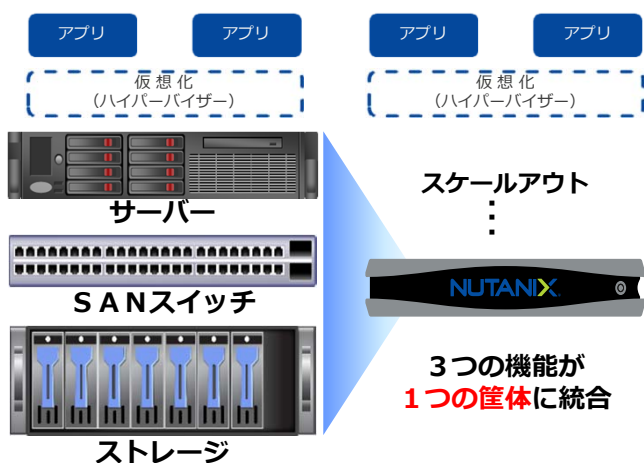 アプリ
アプリ
仮 想 化
（ハイパーバイザー）
サーバー
ＳＡＮスイッチ
ストレージ
アプリ
アプリ
仮 想 化
（ハイパーバイザー）
スケールアウト
：
NUTANIX
３つの機能が
１つの筐体に統合